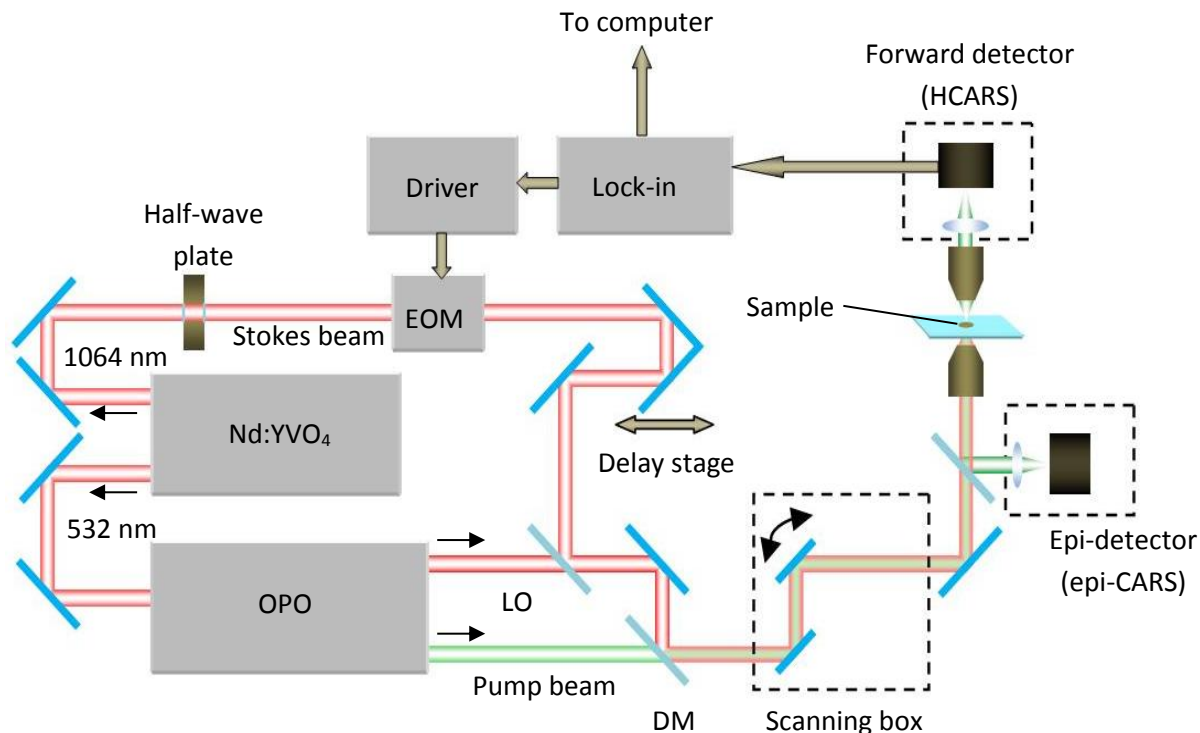 To computer
Forward detector
(HCARS)
Driver
Lock-in
Half-wave
plate
EOM
Stokes beam
Sample
1064 nm
Nd:YVO₄
Delay stage
532 nm
OPO
LO
Epi-detector
(epi-CARS)
Pump beam
DM
Scanning box